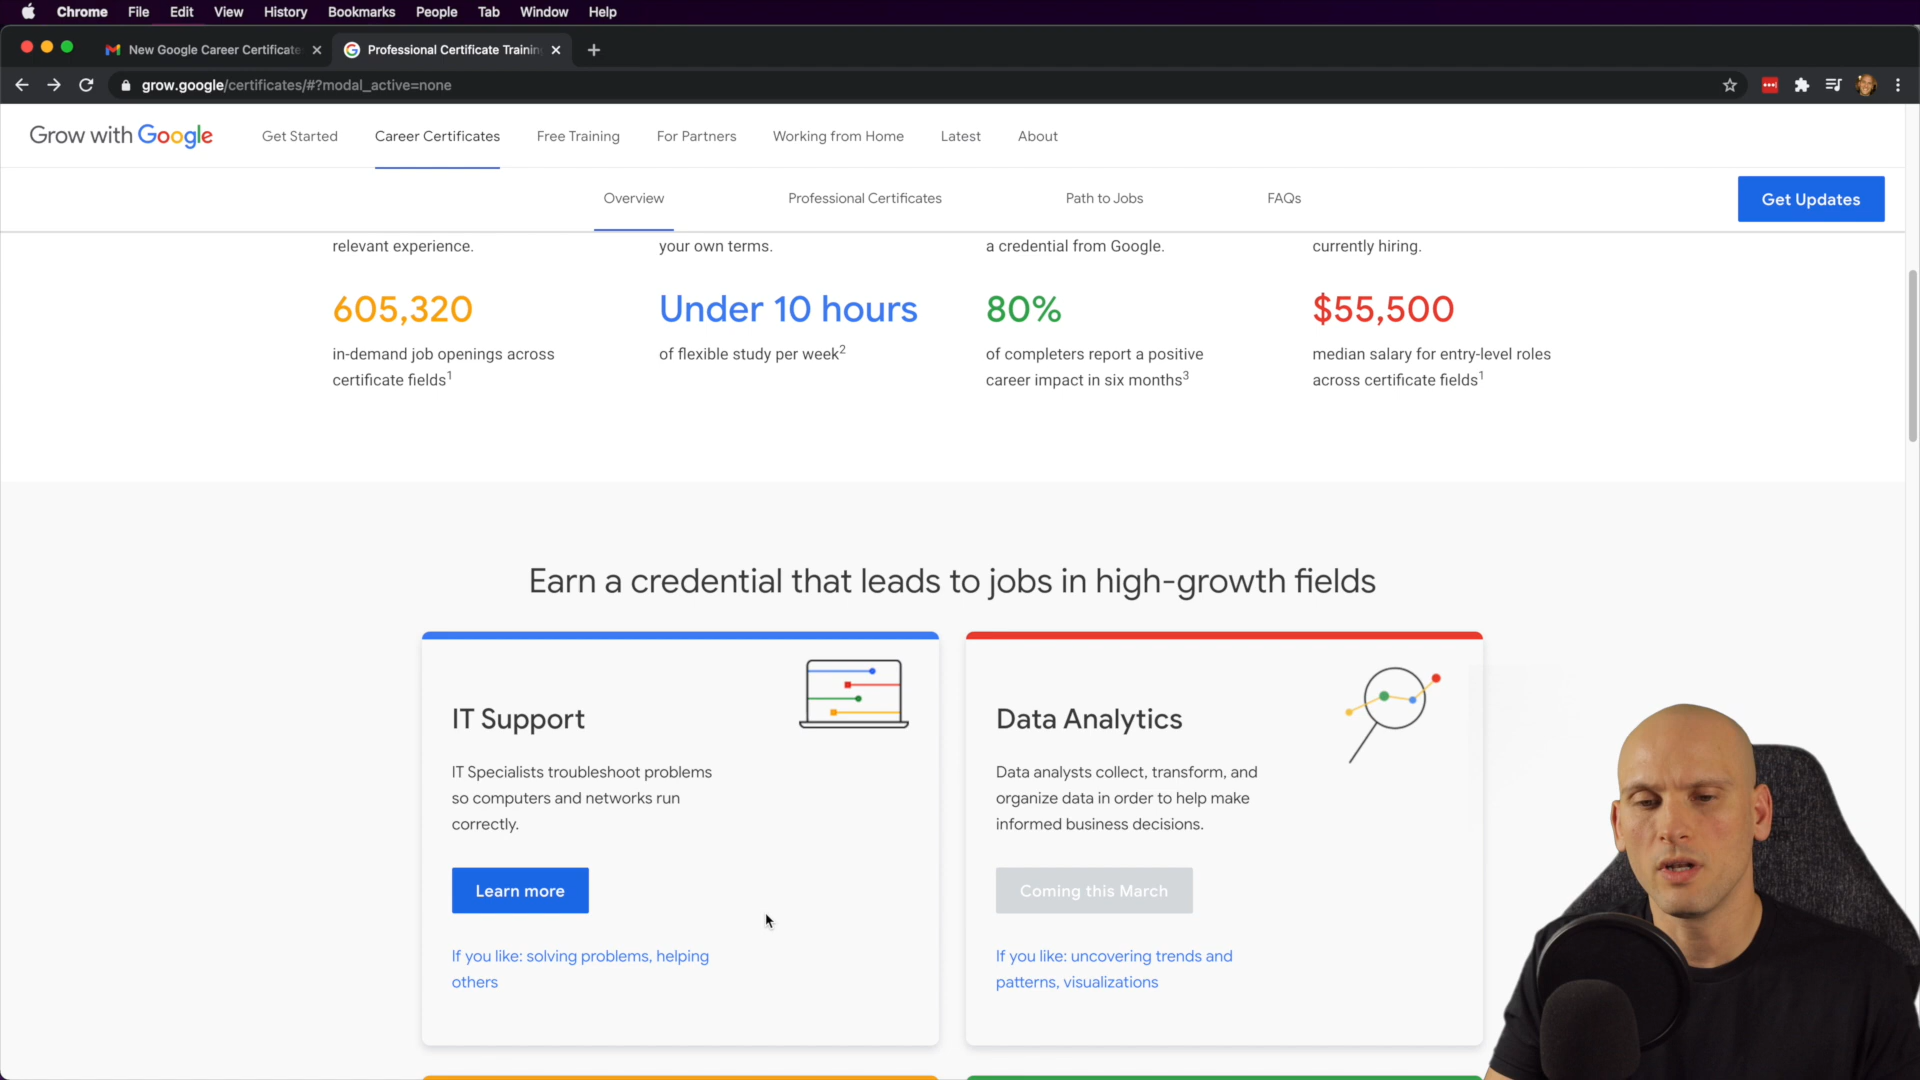 Chrome File Edit View History Bookmarks People Tab Window Help
New Google Career Certificate
Professional Certificate Trainin
grow.google/certificates/#?modal_active=none
Grow with Google
Get Started
Career Certificates
Free Training
For Partners
Working from Home
Latest
About
Overview
Professional Certificates
Path to Jobs
FAQs
Get Updates
relevant experience.
your own terms.
a credential from Google.
currently hiring.
605,320
in-demand job openings across
certificate fields1
Under 10 hours
of flexible study per week2
80%
of completers report a positive
career impact in six months3
$55,500
median salary for entry-level roles
across certificate fields1
Earn a credential that leads to jobs in high-growth fields
IT Support
IT Specialists troubleshoot problems
so computers and networks run
correctly.
Learn more
If you like: solving problems, helping
others
Data Analytics
Data analysts collect, transform, and
organize data in order to help make
informed business decisions.
Coming this March
If you like: uncovering trends and
patterns, visualizations